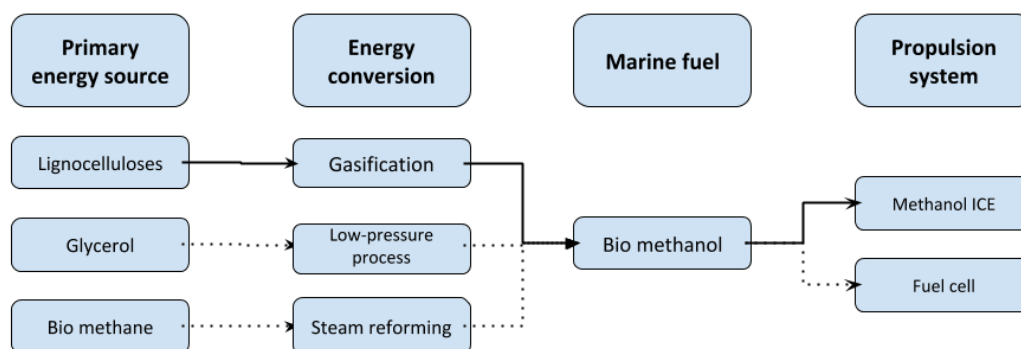 Primary
energy source
Energy
conversion
Marine fuel
Propulsion
system
Lignocelluloses
Gasification
Methanol ICE
Glycerol
Low-pressure
process
Bio methanol
Fuel cell
Bio methane
Steam reforming